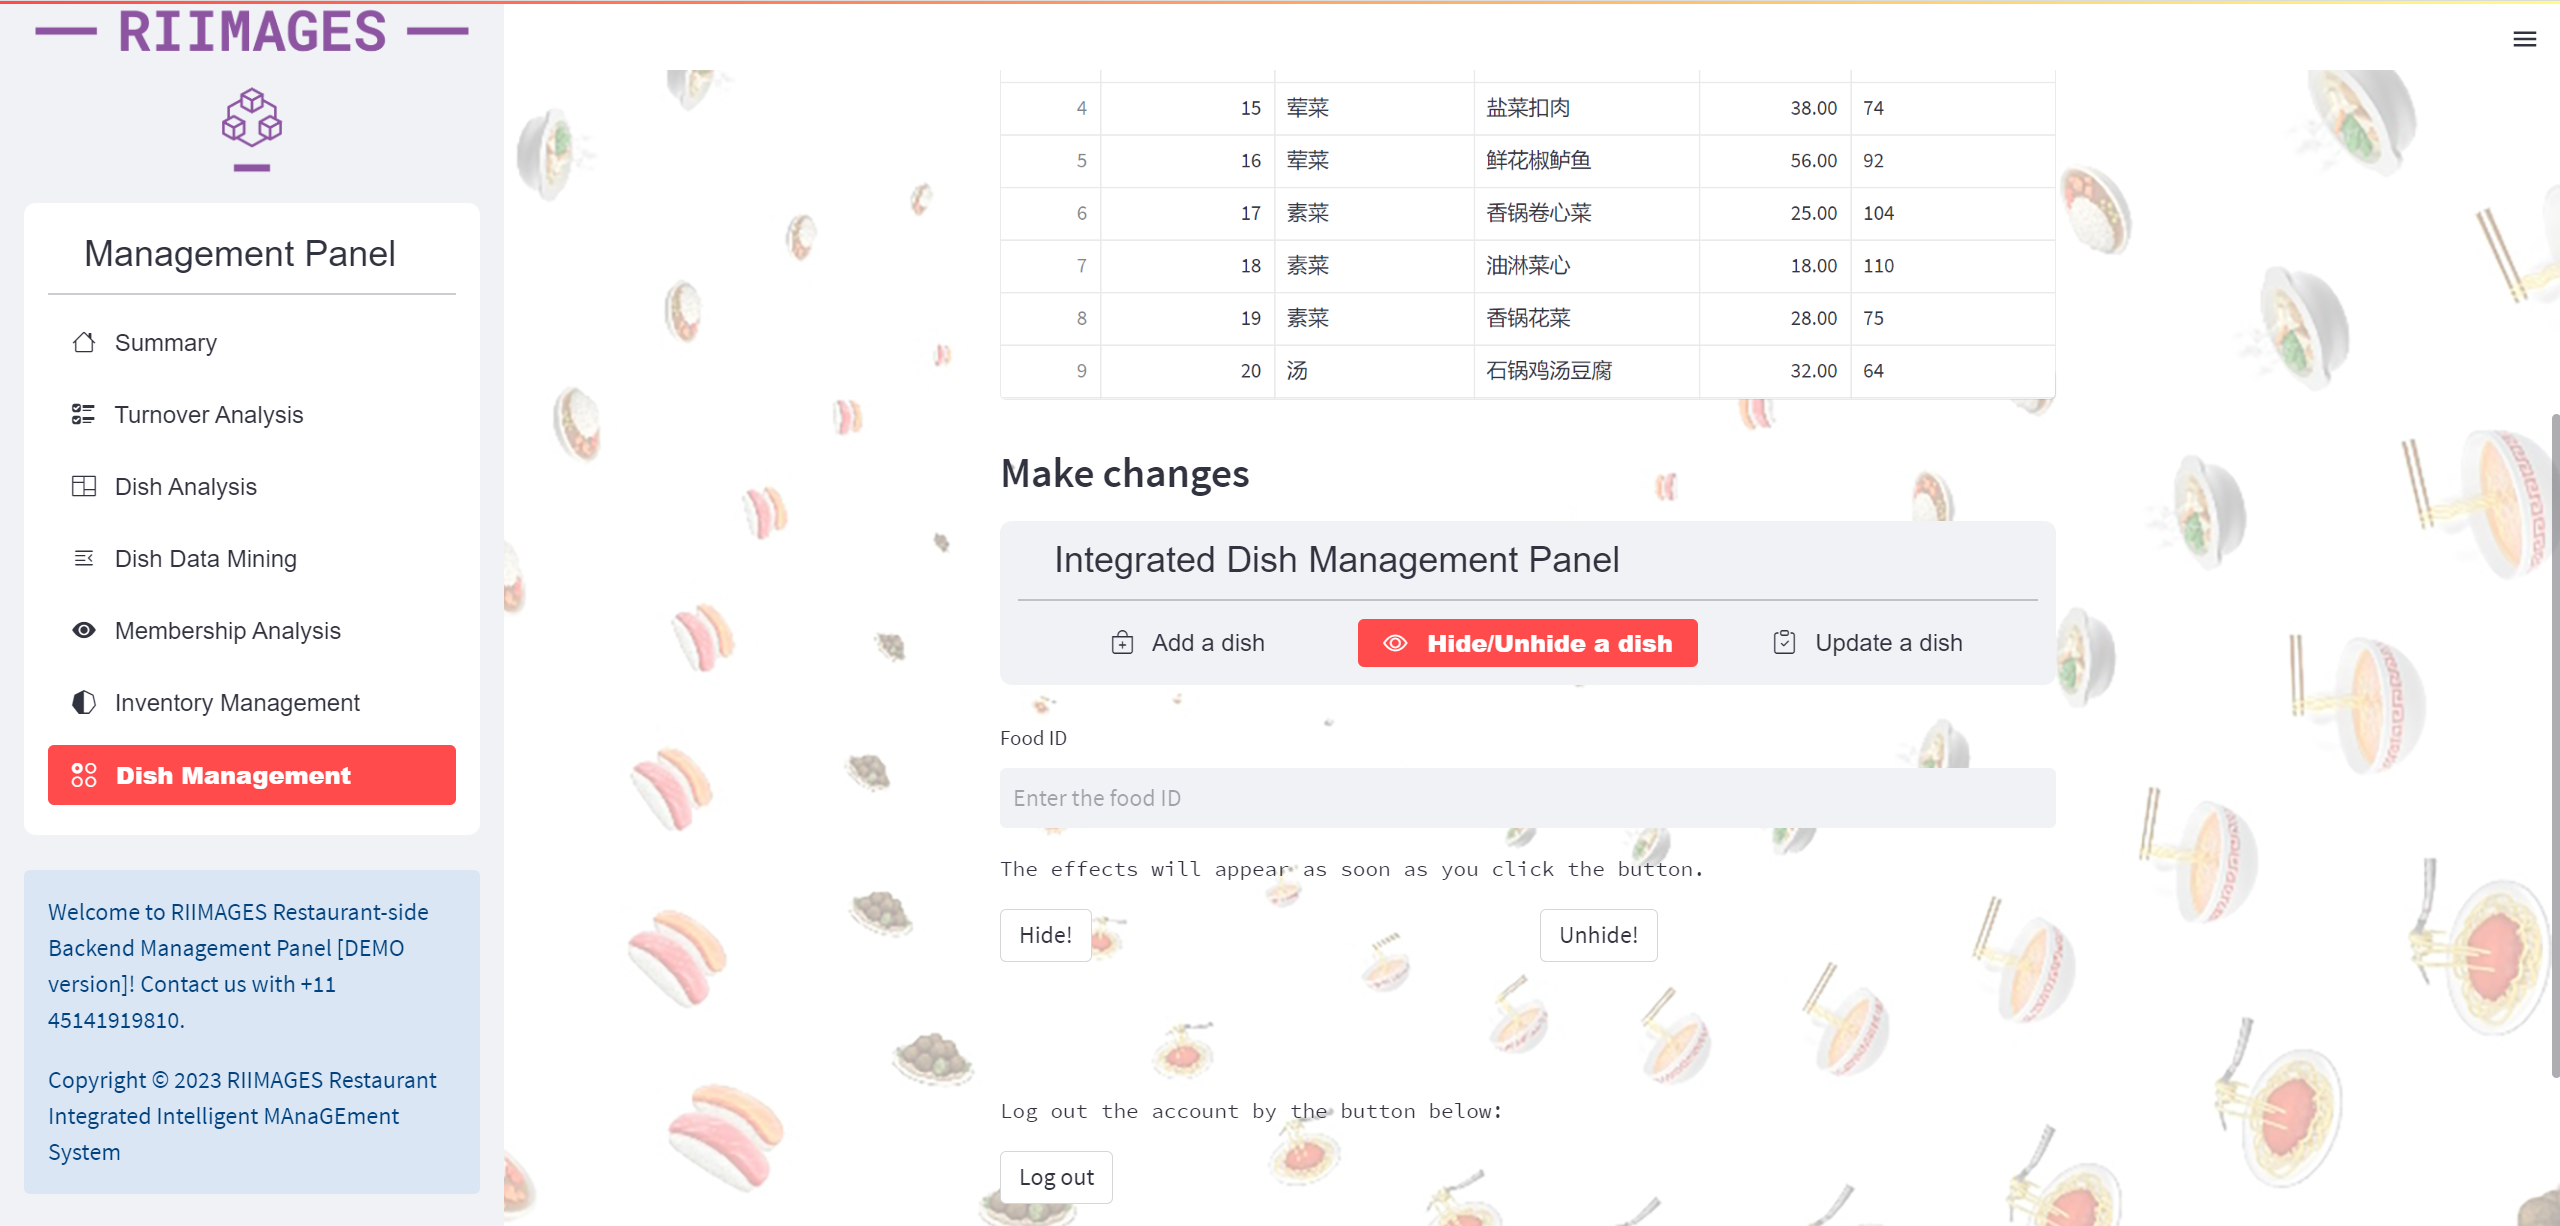 RIIMAGES
Management Panel
Summary
Turnover Analysis
Dish Analysis
Dish Data Mining
Membership Analysis
Inventory Management
Dish Management
Welcome to RIIMAGES Restaurant-side
Backend Management Panel [DEMO
version]! Contact us with +11
45141919810.
Copyright © 2023 RIIMAGES Restaurant
Integrated Intelligent MAnaGEment
System
4 15 荤菜 盐菜扣肉 38.00 74
5 16 荤菜 鲜花椒鲈鱼 56.00 92
6 17 素菜 香锅卷心菜 25.00 104
7 18 素菜 油淋菜心 18.00 110
8 19 素菜 香锅花菜 28.00 75
9 20 汤 石锅鸡汤豆腐 32.00 64
Make changes
Integrated Dish Management Panel
Add a dish Hide/Unhide a dish Update a dish
Food ID
Enter the food ID
The effects will appear as soon as you click the button.
Hide! Unhide!
Log out the account by the button below:
Log out